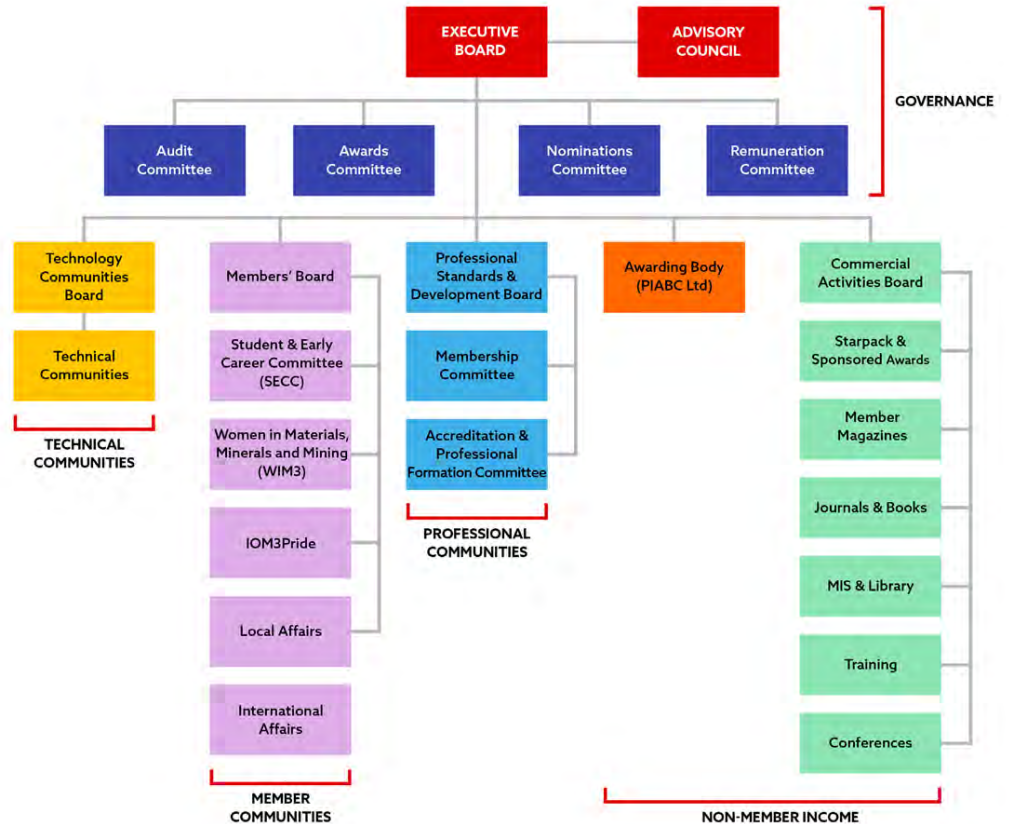 EXECUTIVE
BOARD
ADVISORY
COUNCIL
GOVERNANCE
Audit
Committee
Awards
Committee
Nominations
Committee
Remuneration
Committee
Technology
Communities
Board
Technical
Communities
TECHNICAL
COMMUNITIES
Members’ Board
Student & Early
Career Committee
(SECC)
Women in Materials,
Minerals and Mining
(WIM3)
IOM3Pride
Local Affairs
International
Affairs
MEMBER
COMMUNITIES
Professional
Standards &
Development Board
Membership
Committee
Accreditation &
Professional
Formation Committee
PROFESSIONAL
COMMUNITIES
Awarding Body
(PIABC Ltd)
Commercial
Activities Board
Starpack &
Sponsored Awards
Member
Magazines
Journals & Books
MIS & Library
Training
Conferences
NON-MEMBER INCOME